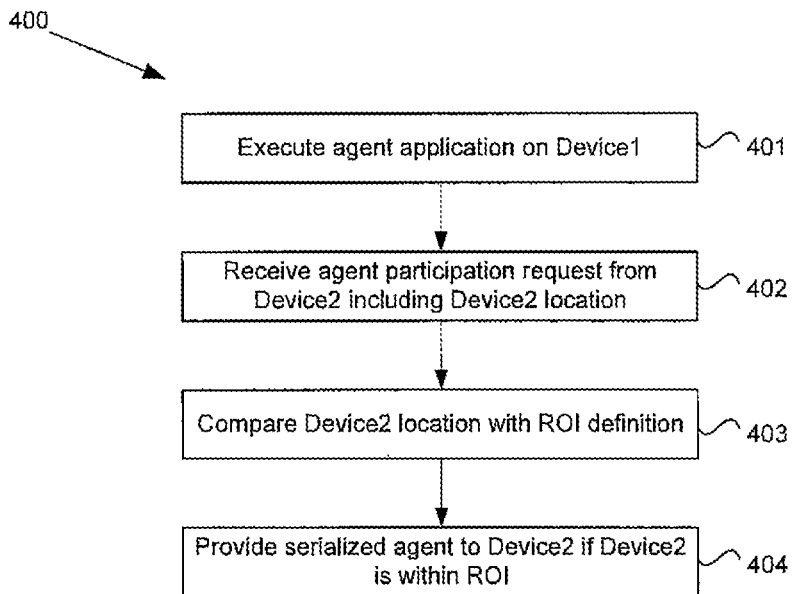 400
Execute agent application on Device1
401
Receive agent participation request from
Device2 including Device2 location
402
Compare Device2 location with ROI definition
403
Provide serialized agent to Device2 if Device2
is within ROI
404